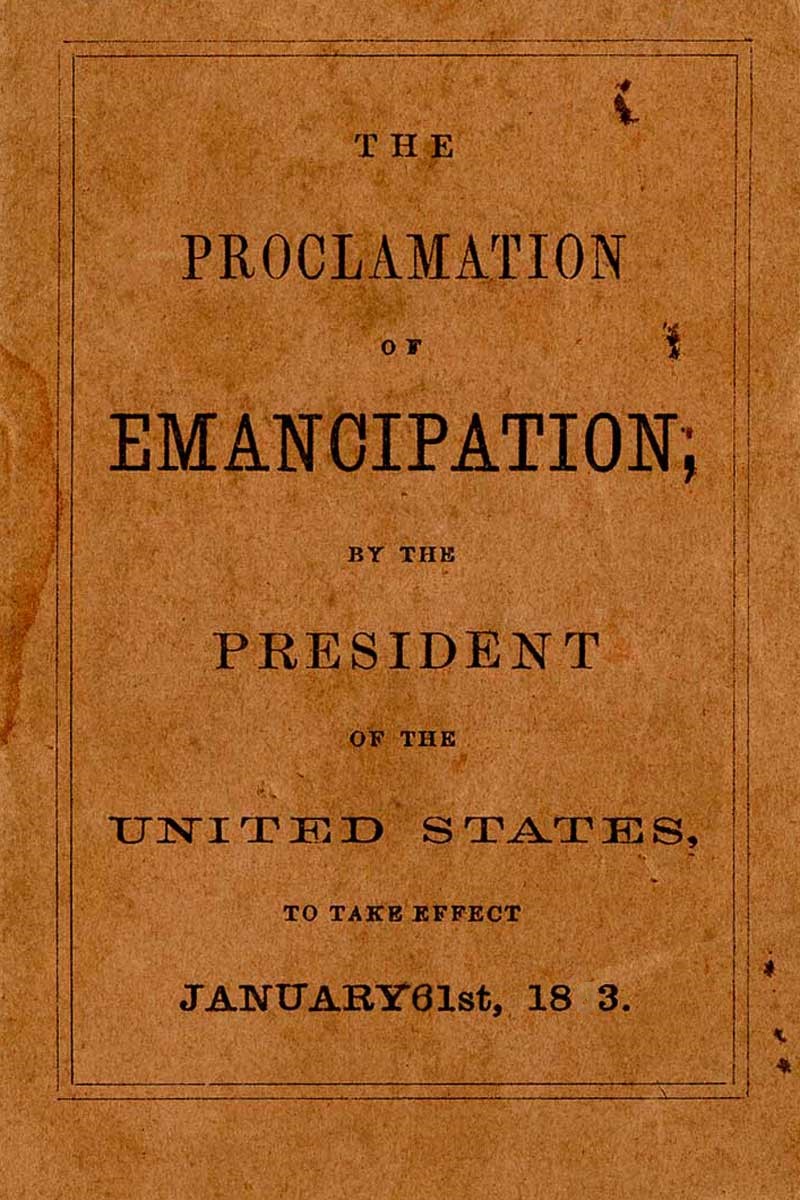 THE
PROCLAMATION
OF
EMANCIPATION;
BY THE
PRESIDENT
OF THE
UNITED STATES,
TO TAKE EFFECT
JANUARY61st, 18 3.